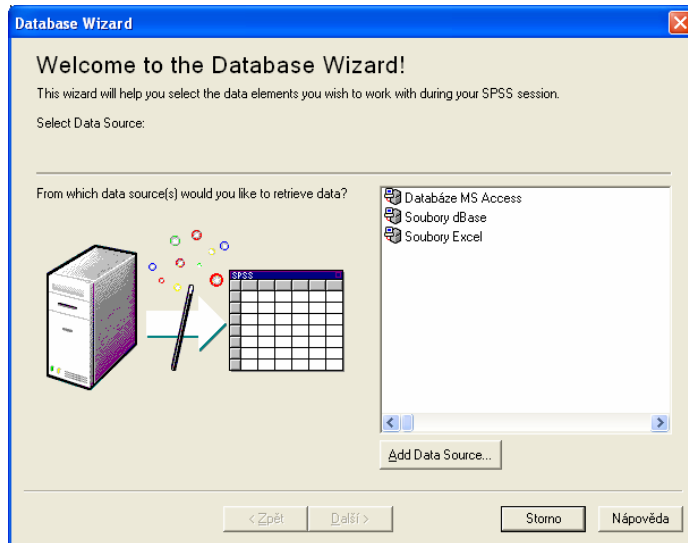 Database Wizard
Welcome to the Database Wizard!
This wizard will help you select the data elements you wish to work with during your SPSS session.
Select Data Source:
From which data source(s) would you like to retrieve data?
Databáze MS Access
Soubory dBase
Soubory Excel
SPSS
Add Data Source...
< Zpět
Další >
Storno
Nápověda